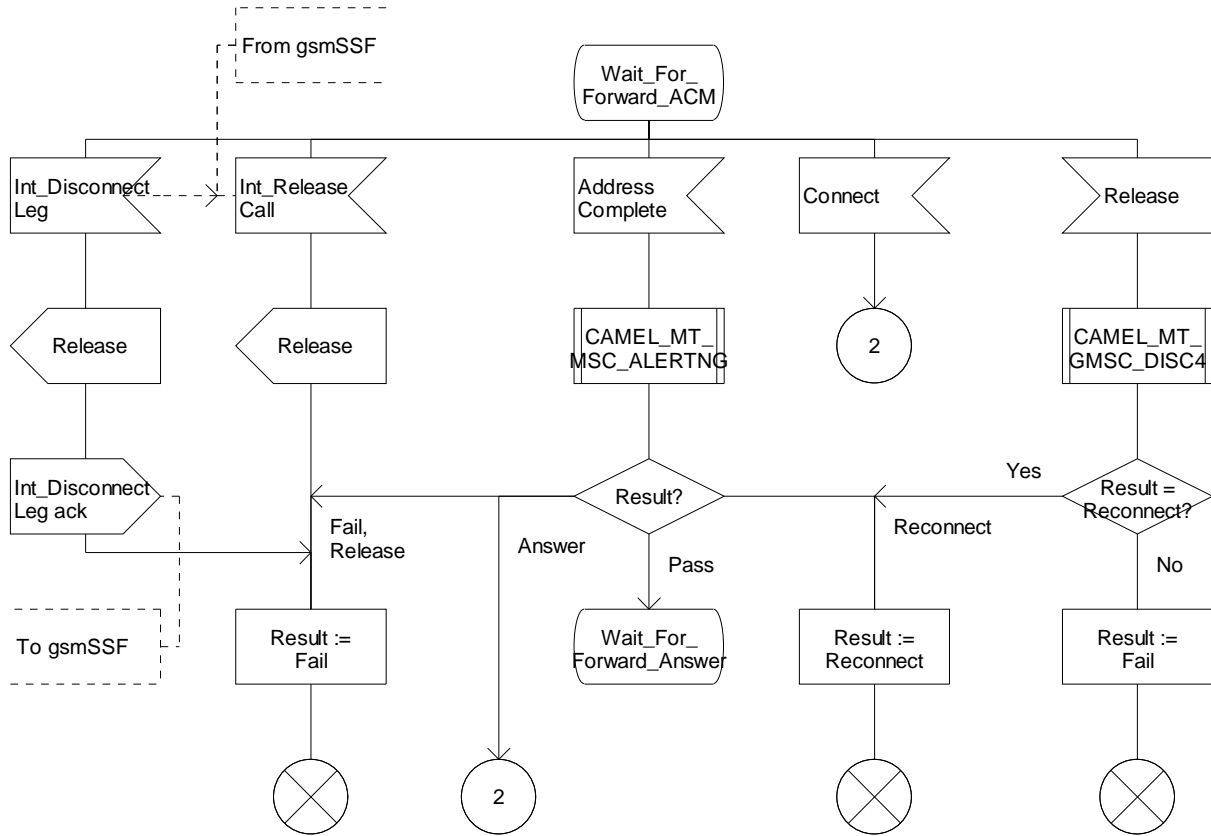 From gsmSSF
Wait_For_
Forward_ACM
Int_Disconnect
Leg
Int_Release
Call
Address
Complete
Connect
Release
Release
Release
CAMEL_MT_
MSC_ALERTNG
2
CAMEL_MT_
GMSC_DISC4
Int_Disconnect
Leg ack
Result?
Yes
Result =
Reconnect?
Fail,
Release
Answer
Reconnect
Pass
No
To gsmSSF
Result :=
Fail
Wait_For_
Forward_Answer
Result :=
Reconnect
Result :=
Fail
2